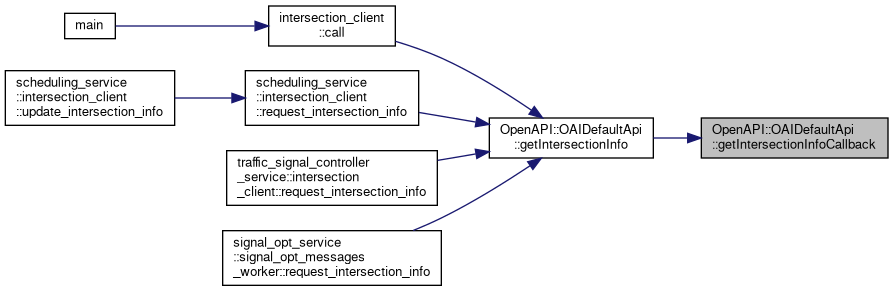 main
intersection_client
::call
scheduling_service
::intersection_client
::update_intersection_info
scheduling_service
::intersection_client
::request_intersection_info
OpenAPI::OAIDefaultApi
::getIntersectionInfo
OpenAPI::OAIDefaultApi
::getIntersectionInfoCallback
traffic_signal_controller
_service::intersection
_client::request_intersection_info
signal_opt_service
::signal_opt_messages
_worker::request_intersection_info